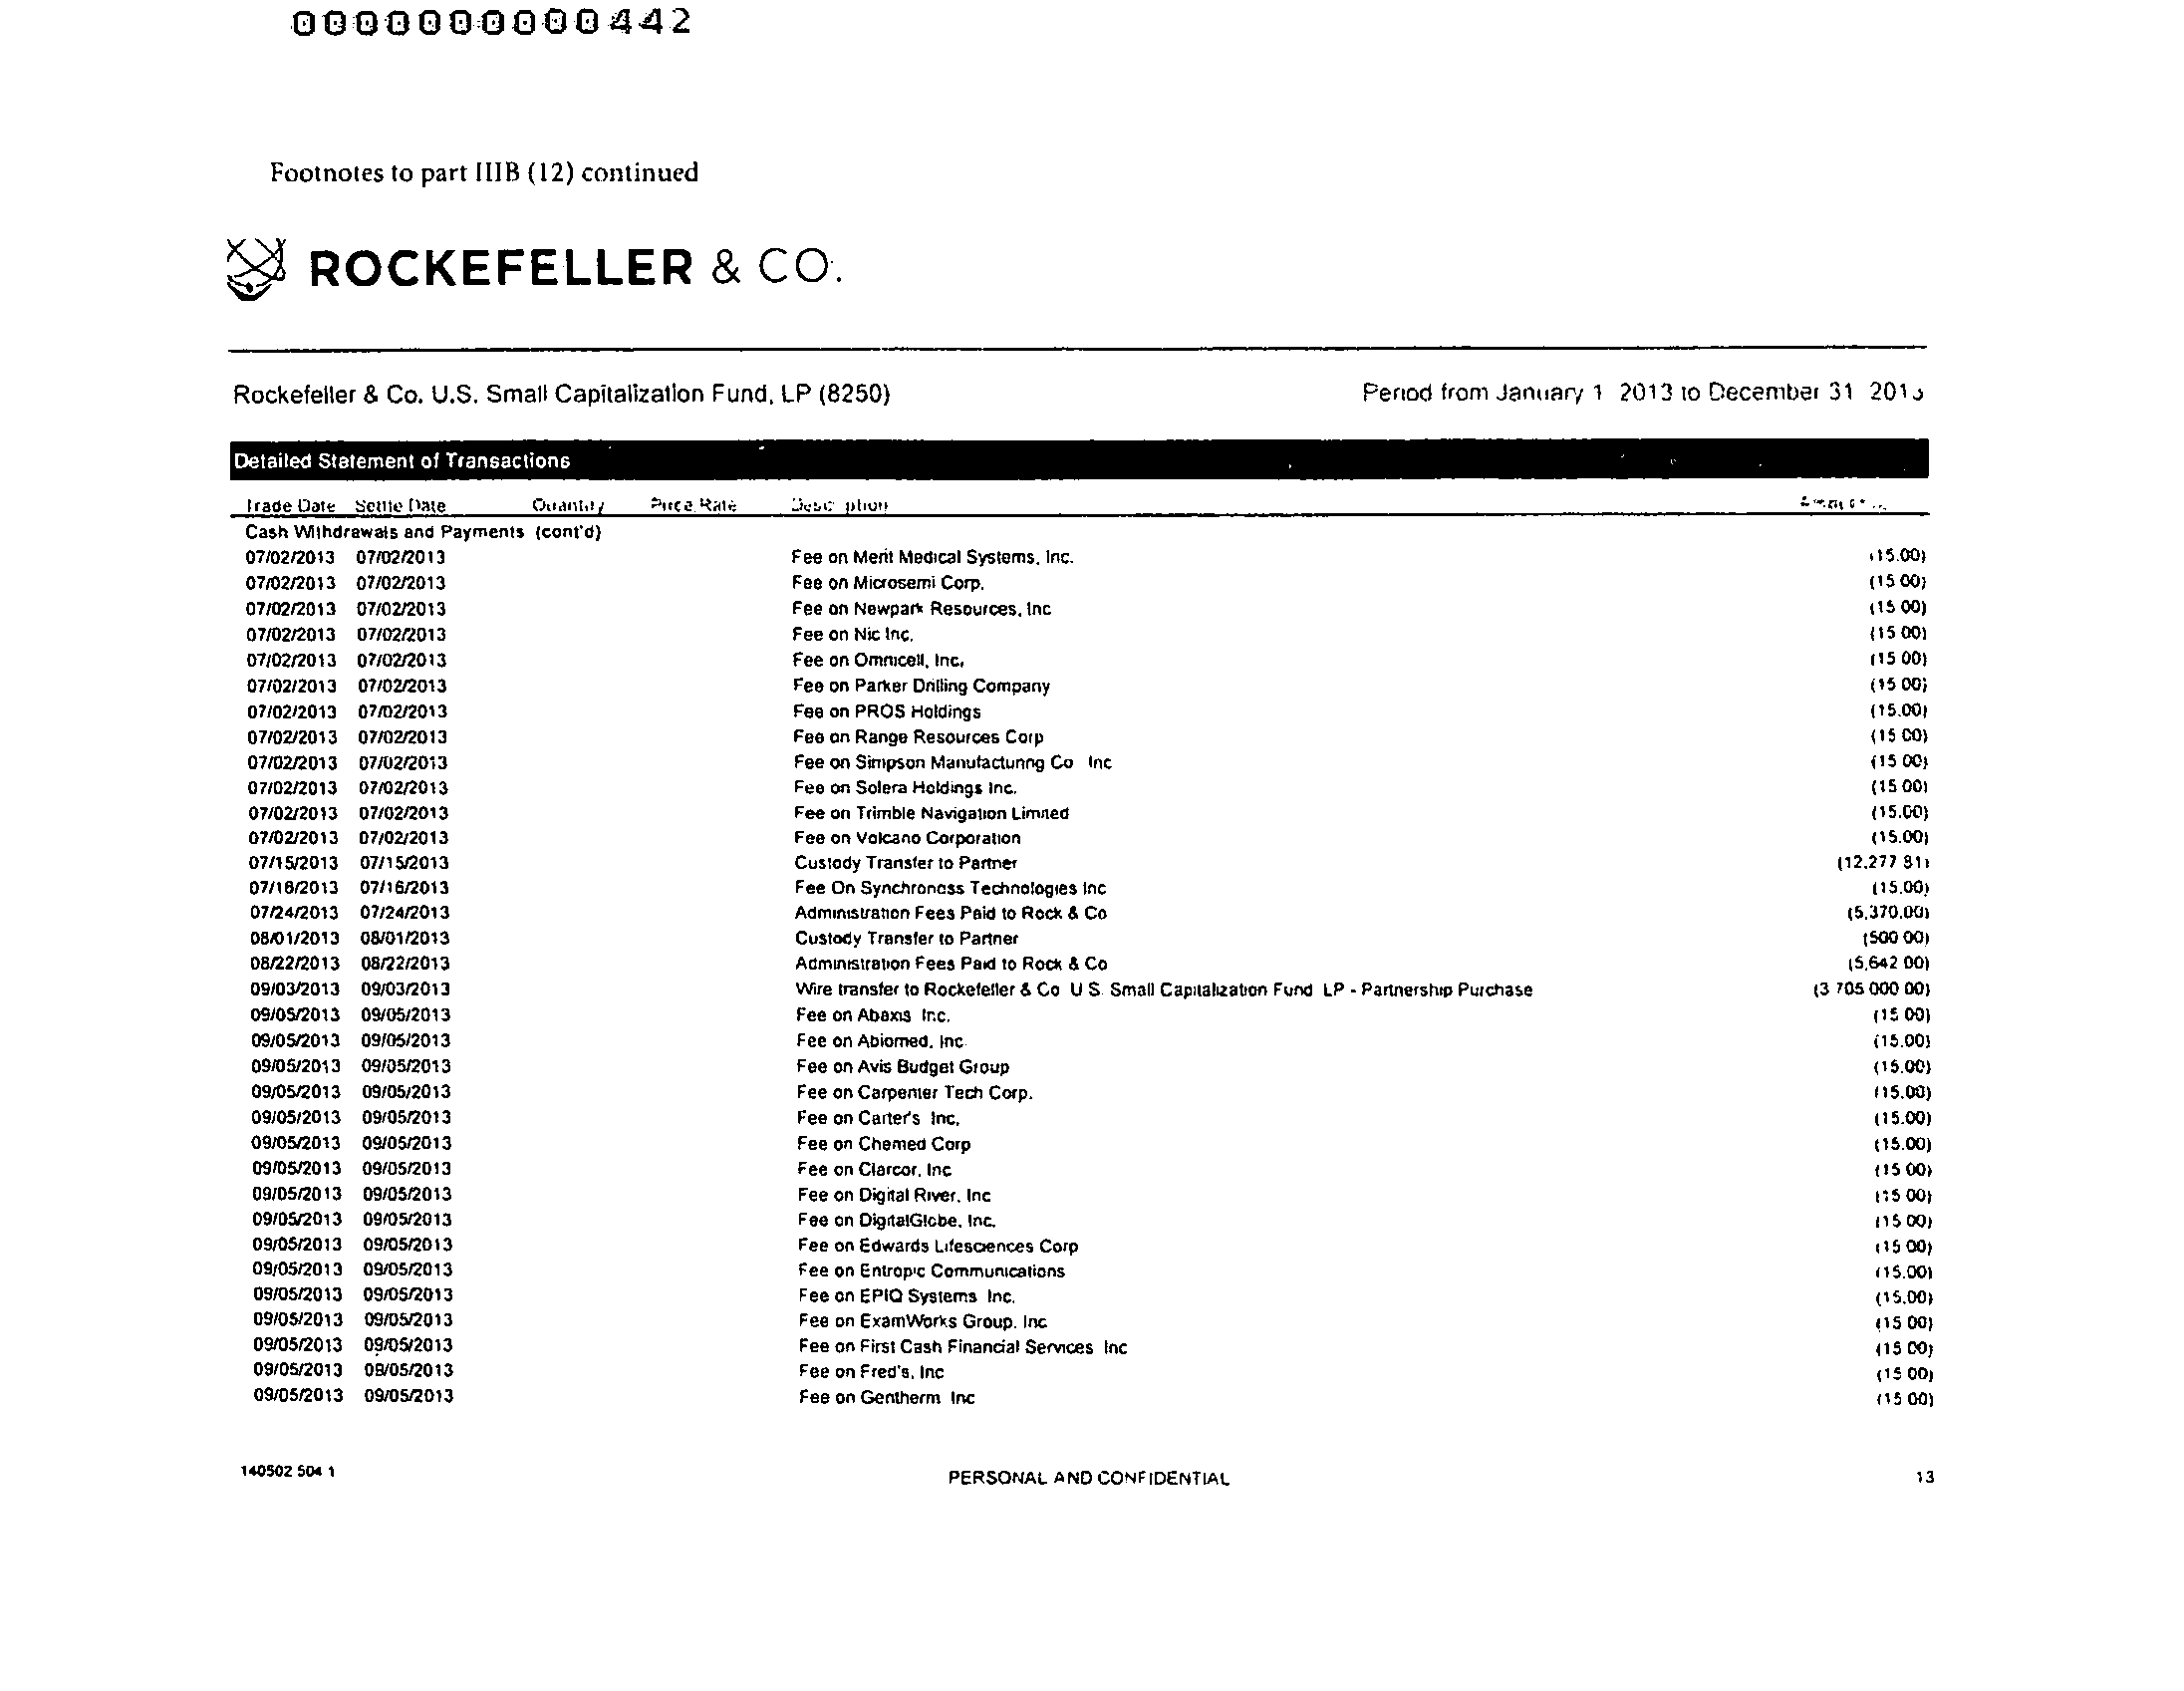 0000000000442
Footnotes to part IIIB (12) continued
ROCKEFELLER & CO.
Rockefeller & Co. U.S. Small Capitalization Fund, LP (8250) Period from January 1 2013 to December 31 2013
Detailed Statement of Transactions
Trade Date Settle Date Quantity Price Rate Description
Cash Withdrawals and Payments (cont'd)
07/02/2013 07/02/2013 Fee on Merit Medical Systems, Inc. (15.00)
07/02/2013 07/02/2013 Fee on Microsemi Corp. (15 00)
07/02/2013 07/02/2013 Fee on Newpark Resources, Inc (15 00)
07/02/2013 07/02/2013 Fee on Nic Inc. (15 00)
07/02/2013 07/02/2013 Fee on Omnicell, Inc. (15 00)
07/02/2013 07/02/2013 Fee on Parker Drilling Company (15 00)
07/02/2013 07/02/2013 Fee on PROS Holdings (15.00)
07/02/2013 07/02/2013 Fee on Range Resources Corp (15 00)
07/02/2013 07/02/2013 Fee on Simpson Manufacturing Co Inc (15 00)
07/02/2013 07/02/2013 Fee on Solera Holdings Inc. (15 00)
07/02/2013 07/02/2013 Fee on Trimble Navigation Limited (15.00)
07/02/2013 07/02/2013 Fee on Volcano Corporation (15.00)
07/15/2013 07/15/2013 Custody Transfer to Partner (12,277 81)
07/16/2013 07/16/2013 Fee On Synchronoss Technologies Inc (15.00)
07/24/2013 07/24/2013 Administration Fees Paid to Rock & Co (5,370.00)
08/01/2013 08/01/2013 Custody Transfer to Partner (500 00)
08/22/2013 08/22/2013 Administration Fees Paid to Rock & Co (5,642 00)
09/03/2013 09/03/2013 Wire transfer to Rockefeller & Co U S. Small Capitalization Fund LP - Partnership Purchase (3 705 000 00)
09/05/2013 09/05/2013 Fee on Abaxis Inc. (15 00)
09/05/2013 09/05/2013 Fee on Abiomed, Inc (15.00)
09/05/2013 09/05/2013 Fee on Avis Budget Group (15.00)
09/05/2013 09/05/2013 Fee on Carpenter Tech Corp. (15.00)
09/05/2013 09/05/2013 Fee on Carter's Inc. (15.00)
09/05/2013 09/05/2013 Fee on Chemed Corp (15.00)
09/05/2013 09/05/2013 Fee on Clarcor, Inc (15 00)
09/05/2013 09/05/2013 Fee on Digital River, Inc (15 00)
09/05/2013 09/05/2013 Fee on DigitalGlobe, Inc. (15 00)
09/05/2013 09/05/2013 Fee on Edwards Lifesciences Corp (15 00)
09/05/2013 09/05/2013 Fee on Entropic Communications (15.00)
09/05/2013 09/05/2013 Fee on EPIQ Systems Inc. (15.00)
09/05/2013 09/05/2013 Fee on ExamWorks Group, Inc (15 00)
09/05/2013 09/05/2013 Fee on First Cash Financial Services Inc (15 00)
09/05/2013 09/05/2013 Fee on Fred's, Inc (15 00)
09/05/2013 09/05/2013 Fee on Gentherm Inc (15 00)
140502 504 1 PERSONAL AND CONFIDENTIAL 13